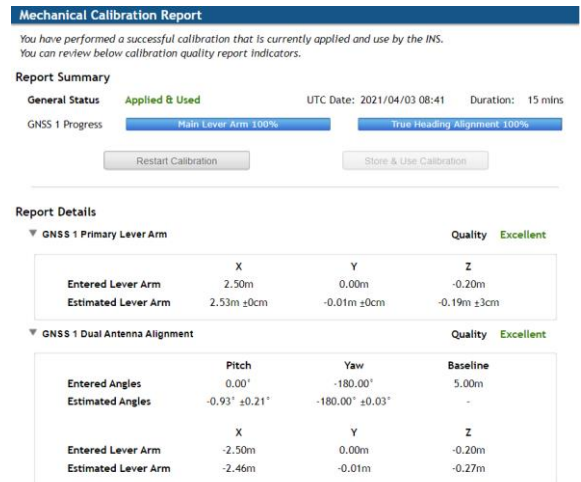 Mechanical Calibration Report
You have performed a successful calibration that is currently applied and use by the INS.
You can review below calibration quality report indicators.
Report Summary
General Status Applied & Used UTC Date: 2021/04/03 08:41 Duration: 15 mins
GNSS 1 Progress Main Lever Arm 100% True Heading Alignment 100%
Restart Calibration Store & Use Calibration
Report Details
GNSS 1 Primary Lever Arm Quality Excellent
X Y Z
Entered Lever Arm 2.50m 0.00m -0.20m
Estimated Lever Arm 2.53m ±0cm -0.01m ±0cm -0.19m ±3cm
GNSS 1 Dual Antenna Alignment Quality Excellent
Pitch Yaw Baseline
Entered Angles 0.00° -180.00° 5.00m
Estimated Angles -0.93° ±0.21° -180.00° ±0.03° -
X Y Z
Entered Lever Arm -2.50m 0.00m -0.20m
Estimated Lever Arm -2.46m -0.01m -0.27m